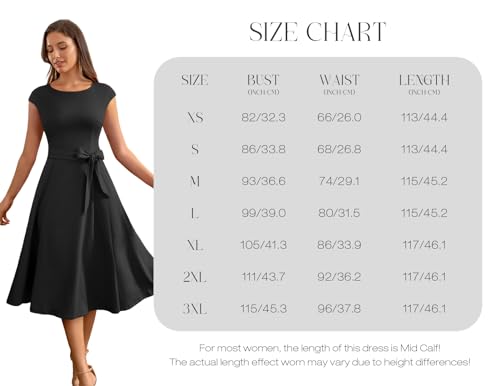 SIZE CHART
SIZE BUST WAIST LENGTH
(INCH CM) (INCH CM) (INCH CM)
XS 82/32.3 66/26.0 113/44.4
S 86/33.8 68/26.8 113/44.4
M 93/36.6 74/29.1 115/45.2
L 99/39.0 80/31.5 115/45.2
XL 105/41.3 86/33.9 117/46.1
2XL 111/43.7 92/36.2 117/46.1
3XL 115/45.3 96/37.8 117/46.1
For most women, the length of this dress is Mid Calf!
The actual length effect worn may vary due to height differences!